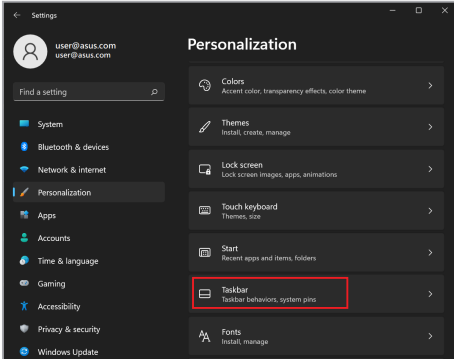 Settings
user@asus.com
user@asus.com
Find a setting
System
Bluetooth & devices
Network & internet
Personalization
Apps
Accounts
Time & language
Gaming
Accessibility
Privacy & security
Windows Update
Personalization
Colors
Accent color, transparency effects, color theme
Themes
Install, create, manage
Lock screen
Lock screen images, apps, animations
Touch keyboard
Themes, size
Start
Recent apps and items, folders
Taskbar
Taskbar behaviors, system pins
Fonts
Install, manage